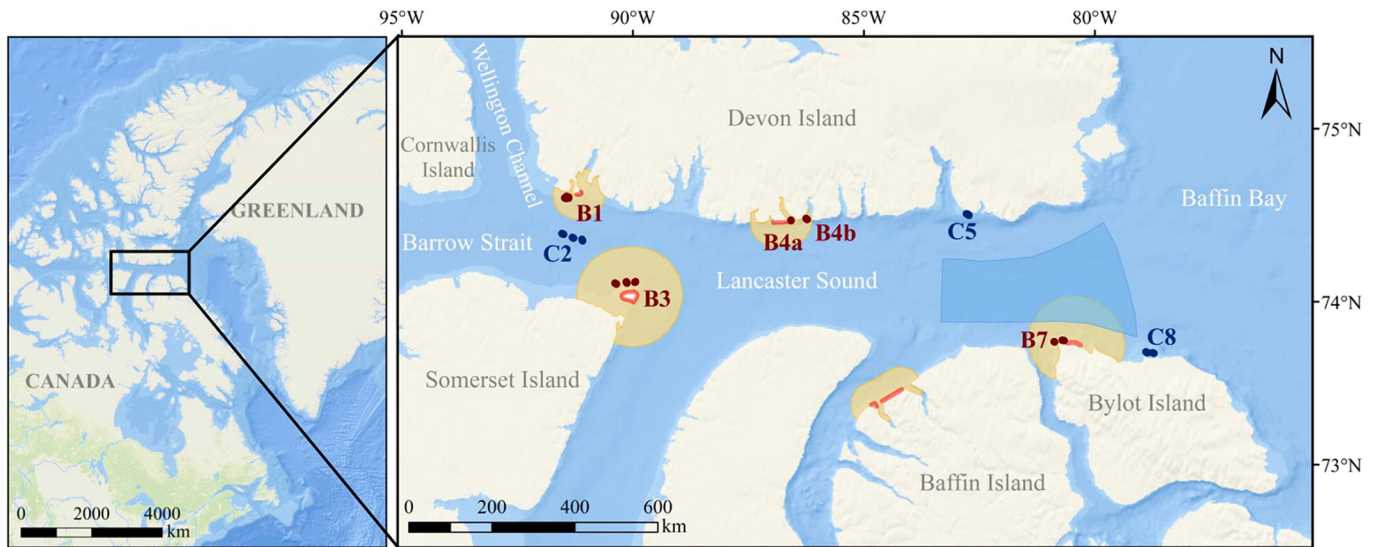 95°W
90°W
85°W
80°W
N
Wellington Channel
Devon Island
75°N
Cornwallis
Island
Baffin Bay
GREENLAND
B1
B4a
B4b
C5
Barrow Strait
C2
Lancaster Sound
B3
74°N
B7
C8
CANADA
Somerset Island
Bylot Island
73°N
Baffin Island
0 2000 4000
km
0 200 400 600
km